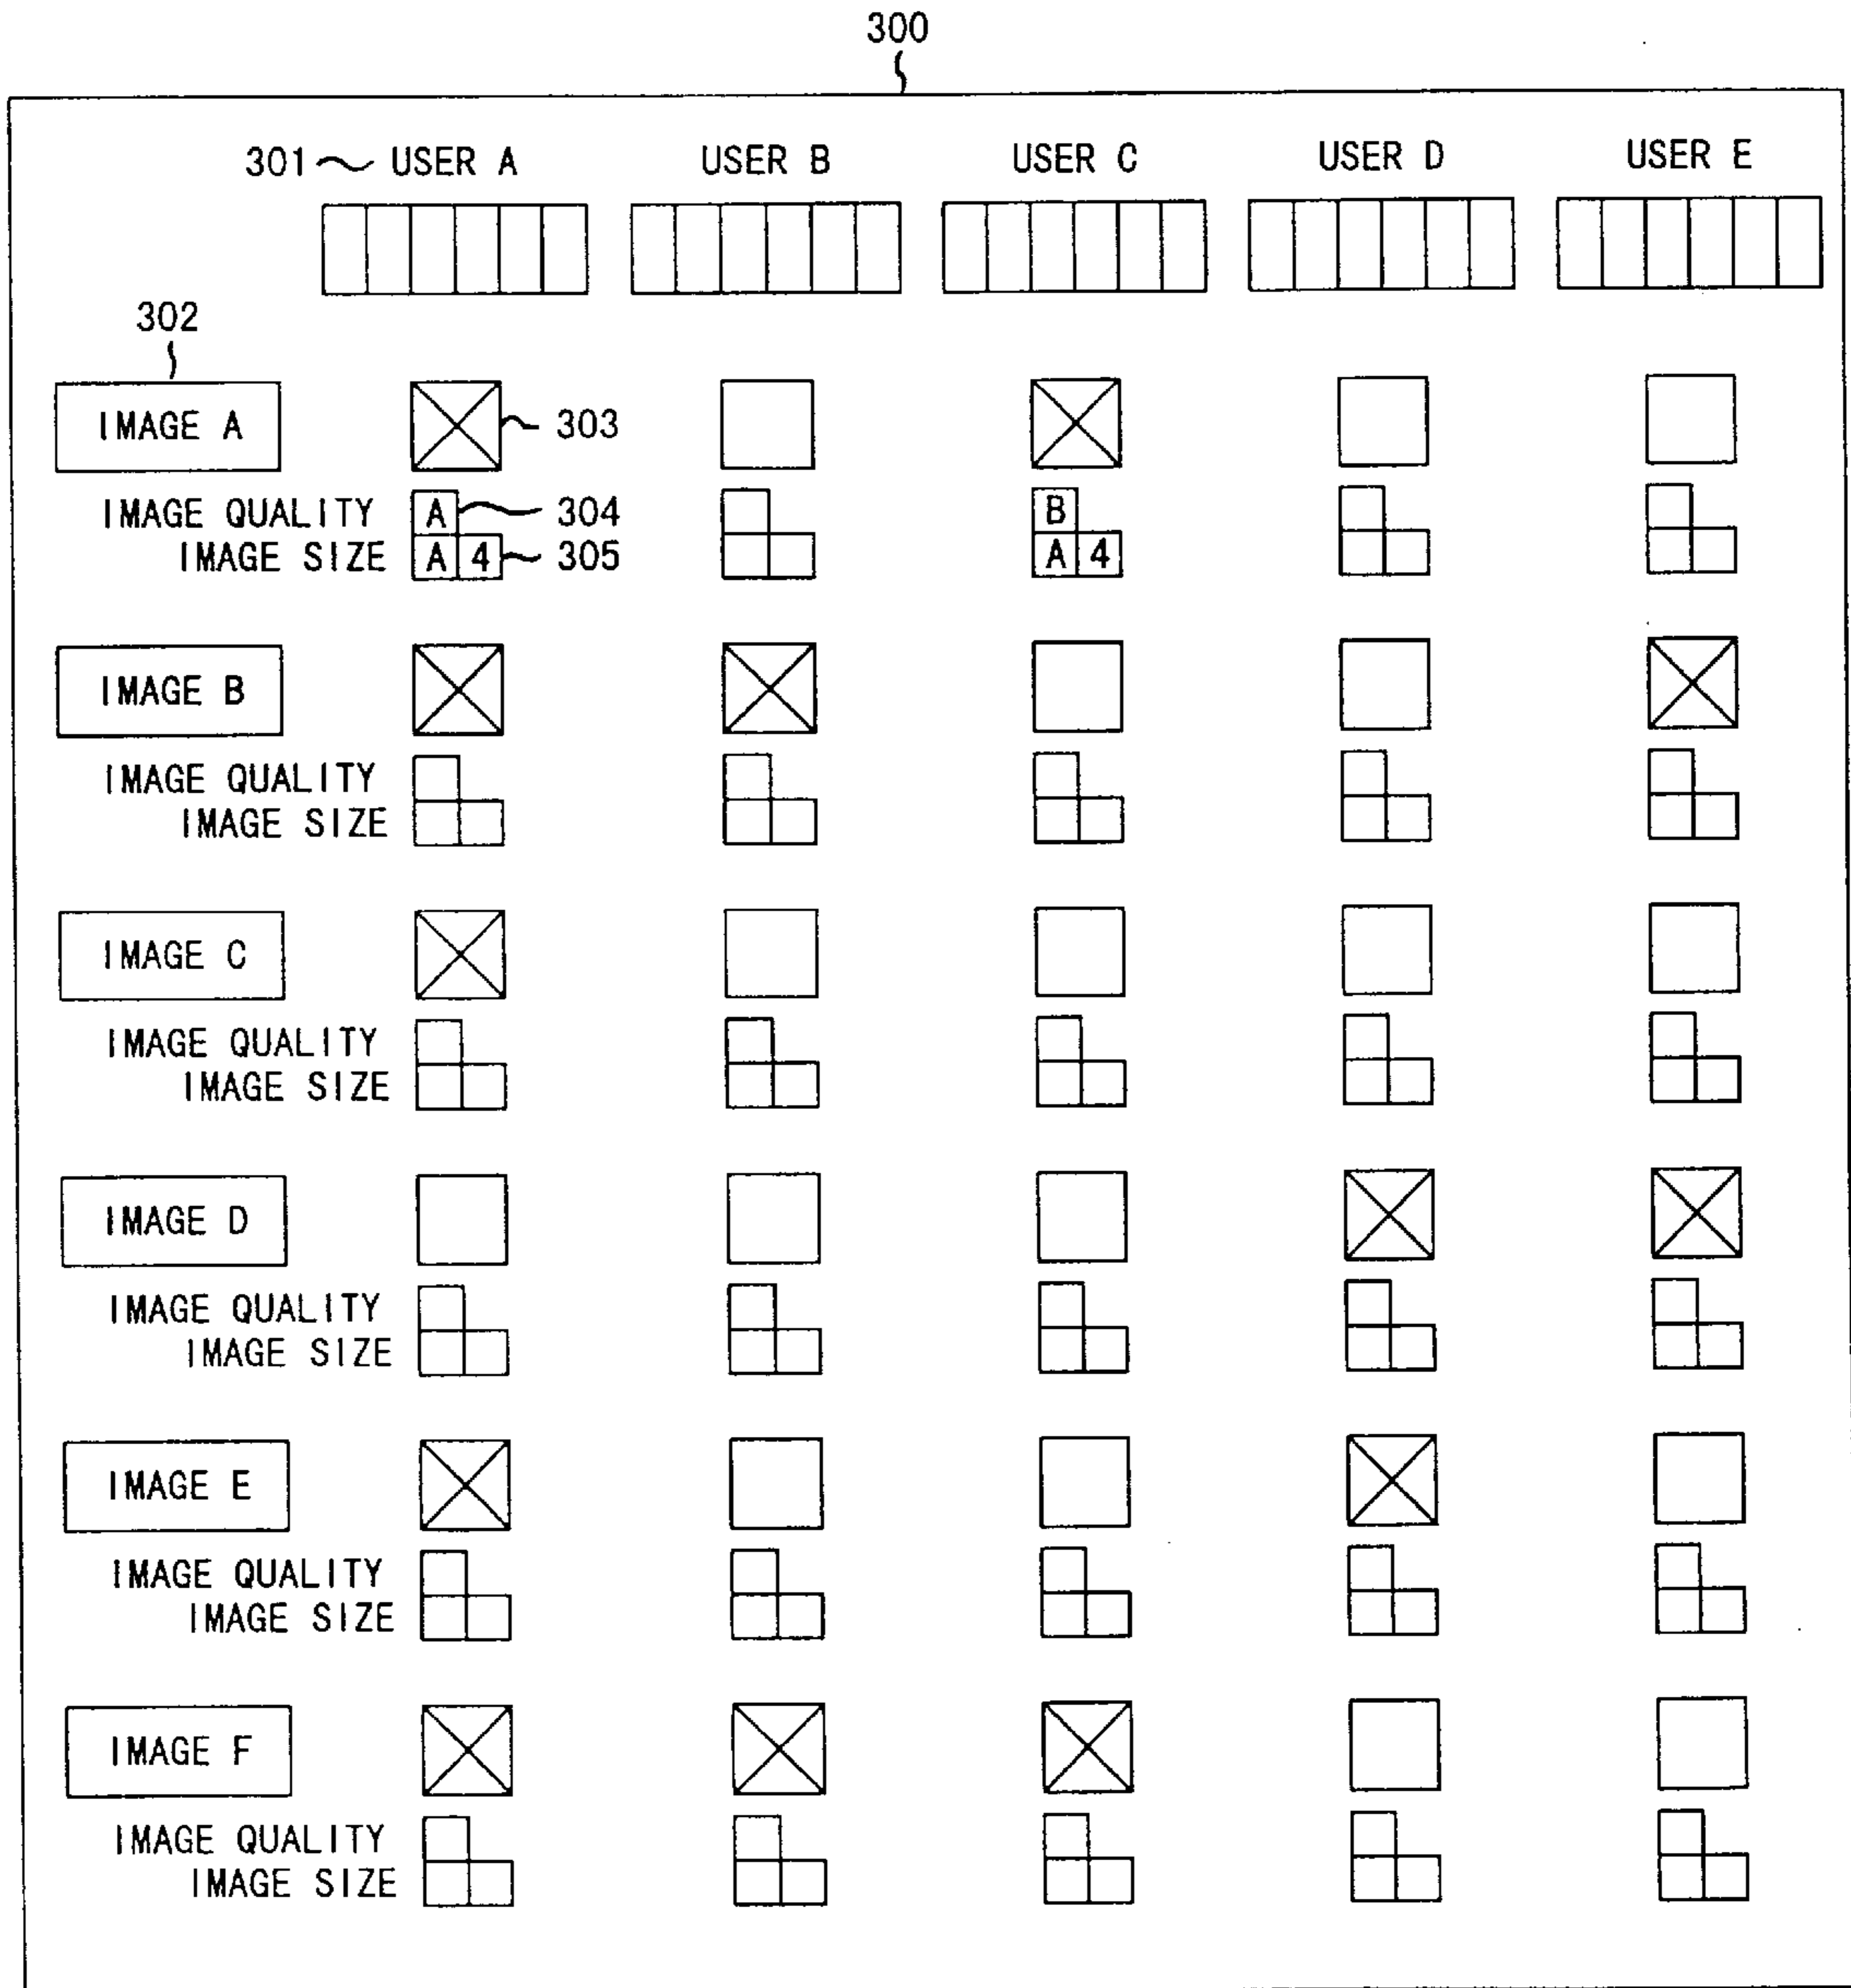 300
301 USER A USER B USER C USER D USER E
302
IMAGE A 303
IMAGE QUALITY A 304 B
IMAGE SIZE A 4 305 A 4
IMAGE B
IMAGE QUALITY
IMAGE SIZE
IMAGE C
IMAGE QUALITY
IMAGE SIZE
IMAGE D
IMAGE QUALITY
IMAGE SIZE
IMAGE E
IMAGE QUALITY
IMAGE SIZE
IMAGE F
IMAGE QUALITY
IMAGE SIZE